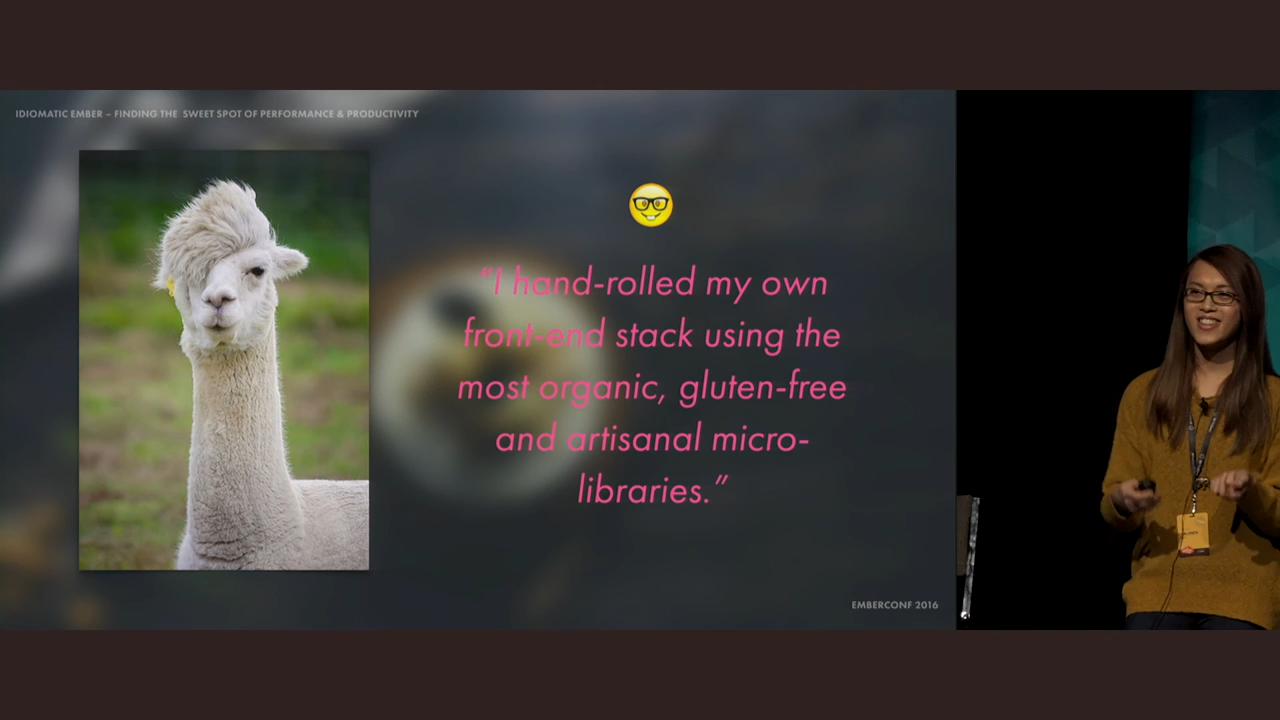 IDIOMATIC EMBER – FINDING THE SWEET SPOT OF PERFORMANCE & PRODUCTIVITY
“I hand-rolled my own
front-end stack using the
most organic, gluten-free
and artisanal micro-
libraries.”
EMBERCONF 2016